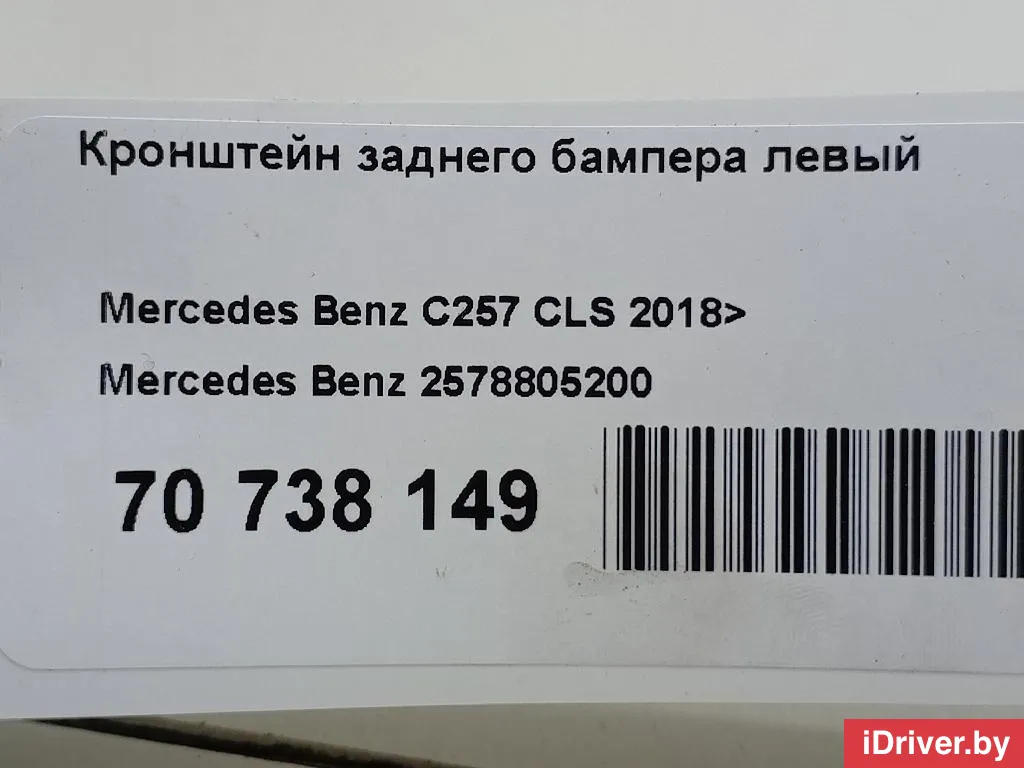 Кронштейн заднего бампера левый
Mercedes Benz C257 CLS 2018>
Mercedes Benz 2578805200
70 738 149
iDriver.by